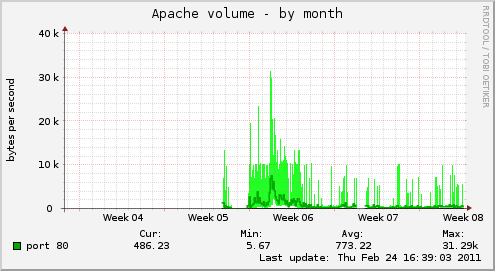 Apache volume - by month
RRDTOOL / TOBI OETIKER
bytes per second
40 k
30 k
20 k
10 k
0
Week 04 Week 05 Week 06 Week 07 Week 08
Cur: Min: Avg: Max:
port 80 486.23 5.67 773.22 31.29k
Last update: Thu Feb 24 16:39:03 2011